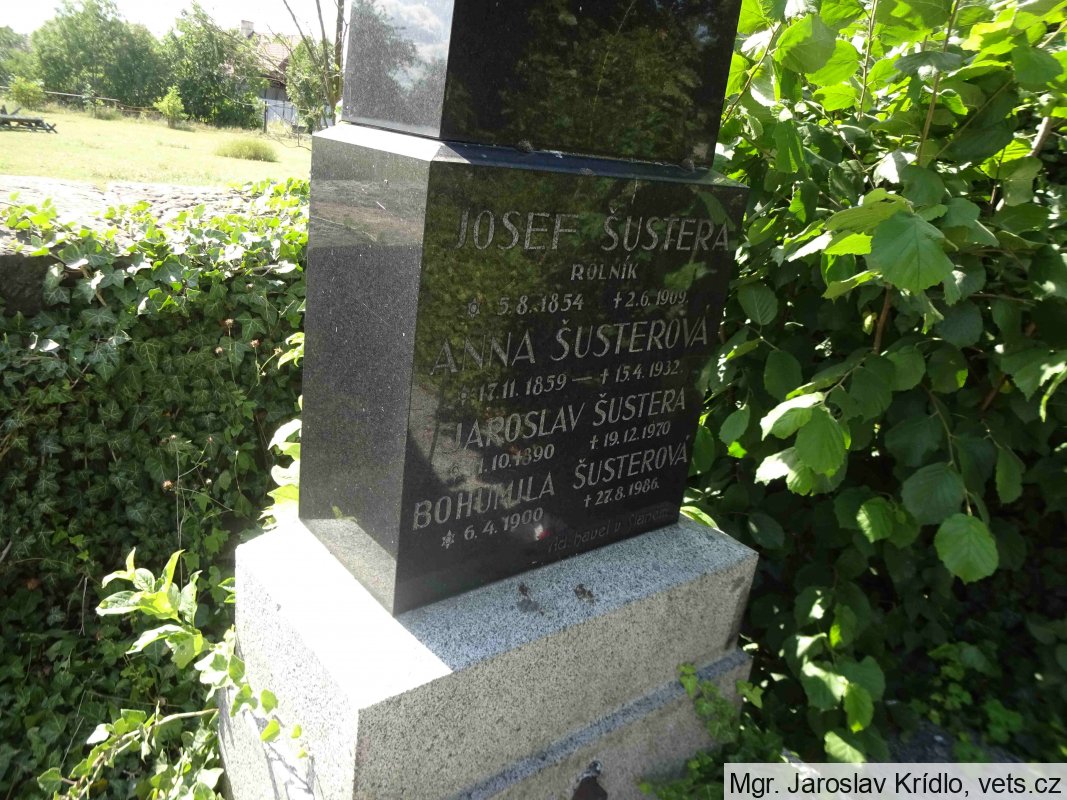 JOSEF ŠUSTERA
ROLNÍK
* 5.8.1854 † 2.6.1909.
ANNA ŠUSTEROVÁ
* 17.11.1859 — † 15.4.1932.
JAROSLAV ŠUSTERA
* 1.10.1890 † 19.12.1970
BOHUMILA ŠUSTEROVÁ
* 6.4.1900 † 27.8.1986.
Mgr. Jaroslav Krídlo, vets.cz